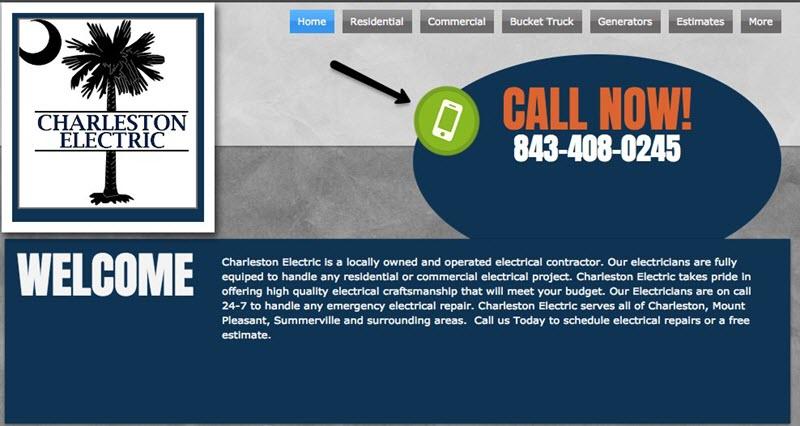 Home Residential Commercial Bucket Truck Generators Estimates More
CHARLESTON
ELECTRIC
CALL NOW!
843-408-0245
WELCOME
Charleston Electric is a locally owned and operated electrical contractor. Our electricians are fully
equiped to handle any residential or commercial electrical project. Charleston Electric takes pride in
offering high quality electrical craftsmanship that will meet your budget. Our Electricians are on call
24-7 to handle any emergency electrical repair. Charleston Electric serves all of Charleston, Mount
Pleasant, Summerville and surrounding areas.  Call us Today to schedule electrical repairs or a free
estimate.